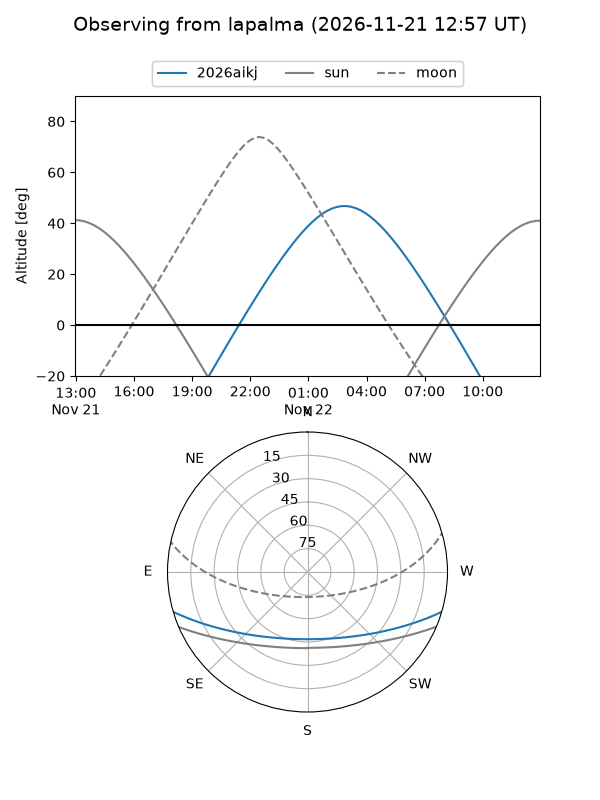 Observing from lapalma (2026-11-21 12:57 UT)
2026aikj sun moon
Altitude [deg]
80
60
40
20
0
−20
13:00 16:00 19:00 22:00 01:00 04:00 07:00 10:00
Nov 21 Nov 22
N
NE NW
15
30
45
60
75
E W
SE SW
S